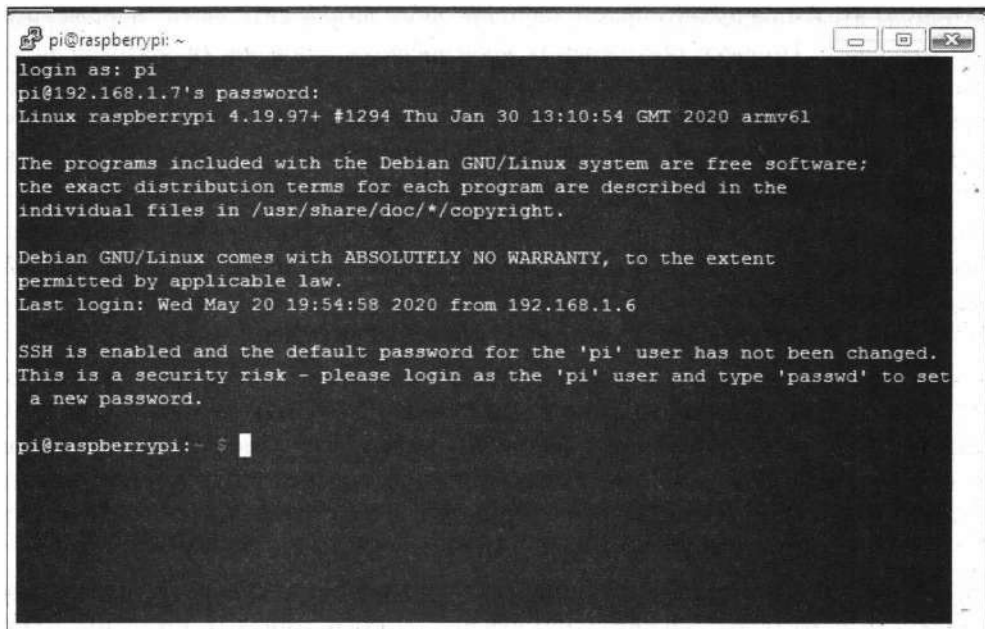 pi@raspberrypi: ~
login as: pi
pi@192.168.1.7's password:
Linux raspberrypi 4.19.97+ #1294 Thu Jan 30 13:10:54 GMT 2020 armv6l
The programs included with the Debian GNU/Linux system are free software;
the exact distribution terms for each program are described in the
individual files in /usr/share/doc/*/copyright.
Debian GNU/Linux comes with ABSOLUTELY NO WARRANTY, to the extent
permitted by applicable law.
Last login: Wed May 20 19:54:58 2020 from 192.168.1.6
SSH is enabled and the default password for the 'pi' user has not been changed.
This is a security risk - please login as the 'pi' user and type 'passwd' to set
a new password.
pi@raspberrypi:~ $